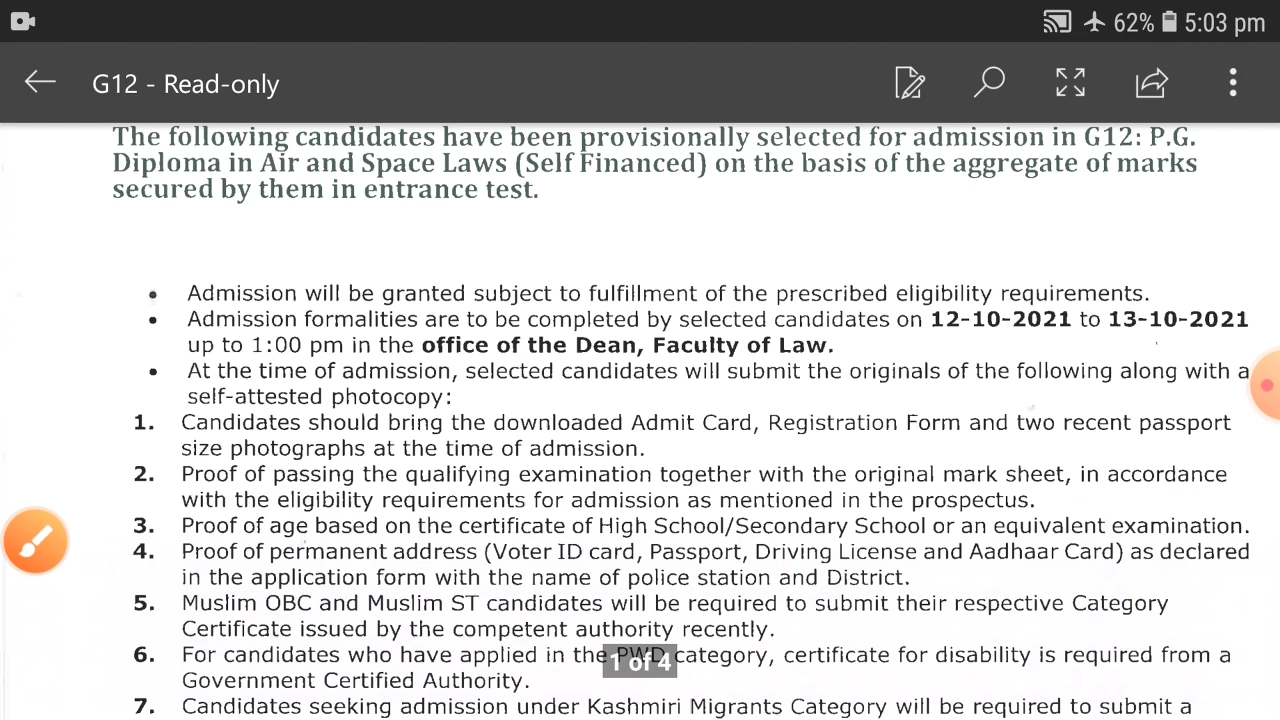 62% 5:03 pm
G12 - Read-only
The following candidates have been provisionally selected for admission in G12: P.G.
Diploma in Air and Space Laws (Self Financed) on the basis of the aggregate of marks
secured by them in entrance test.
• Admission will be granted subject to fulfillment of the prescribed eligibility requirements.
• Admission formalities are to be completed by selected candidates on 12-10-2021 to 13-10-2021
up to 1:00 pm in the office of the Dean, Faculty of Law.
• At the time of admission, selected candidates will submit the originals of the following along with a
self-attested photocopy:
1. Candidates should bring the downloaded Admit Card, Registration Form and two recent passport
size photographs at the time of admission.
2. Proof of passing the qualifying examination together with the original mark sheet, in accordance
with the eligibility requirements for admission as mentioned in the prospectus.
3. Proof of age based on the certificate of High School/Secondary School or an equivalent examination.
4. Proof of permanent address (Voter ID card, Passport, Driving License and Aadhaar Card) as declared
in the application form with the name of police station and District.
5. Muslim OBC and Muslim ST candidates will be required to submit their respective Category
Certificate issued by the competent authority recently.
6. For candidates who have applied in the PWD category, certificate for disability is required from a
1 of 4
Government Certified Authority.
7. Candidates seeking admission under Kashmiri Migrants Category will be required to submit a